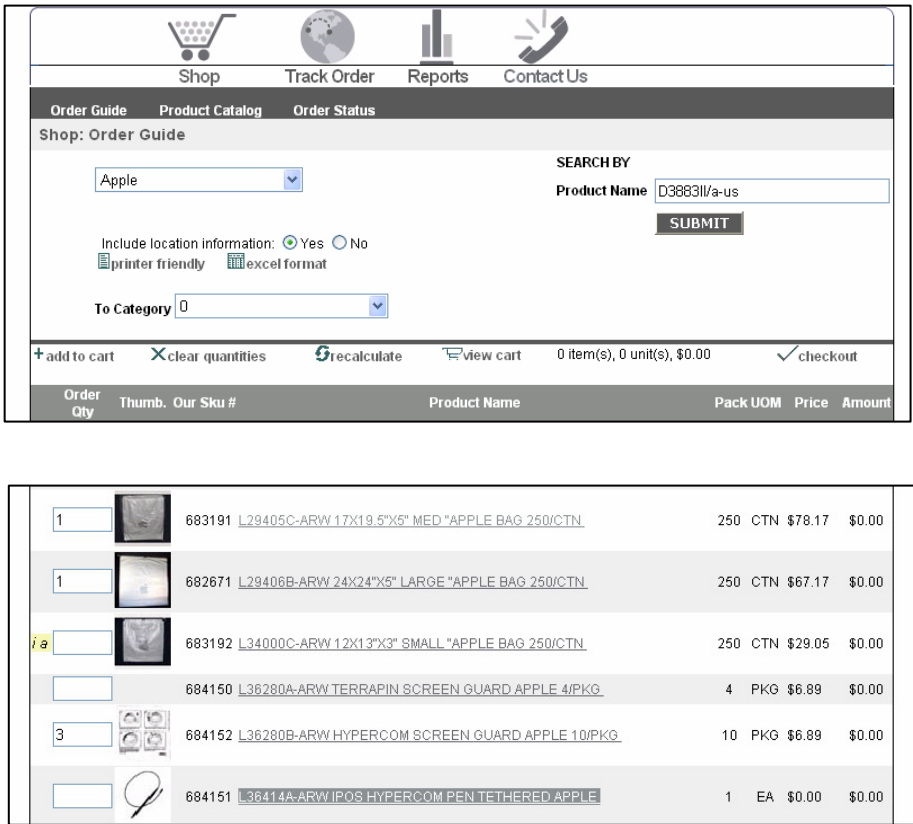 Shop Track Order Reports Contact Us
Order Guide Product Catalog Order Status
Shop: Order Guide
SEARCH BY
Apple
Product Name D3883ll/a-us
SUBMIT
Include location information: Yes No
printer friendly excel format
To Category 0
+ add to cart clear quantities recalculate view cart 0 item(s), 0 unit(s), $0.00 checkout
Order Qty Thumb. Our Sku # Product Name Pack UOM Price Amount
1 683191 L29405C-ARW 17X19.5"X5" MED "APPLE BAG 250/CTN 250 CTN $78.17 $0.00
1 682671 L29406B-ARW 24X24"X5" LARGE "APPLE BAG 250/CTN 250 CTN $67.17 $0.00
i a 683192 L34000C-ARW 12X13"X3" SMALL "APPLE BAG 250/CTN 250 CTN $29.05 $0.00
684150 L36280A-ARW TERRAPIN SCREEN GUARD APPLE 4/PKG 4 PKG $6.89 $0.00
3 684152 L36280B-ARW HYPERCOM SCREEN GUARD APPLE 10/PKG 10 PKG $6.89 $0.00
684151 L36414A-ARW IPOS HYPERCOM PEN TETHERED APPLE 1 EA $0.00 $0.00